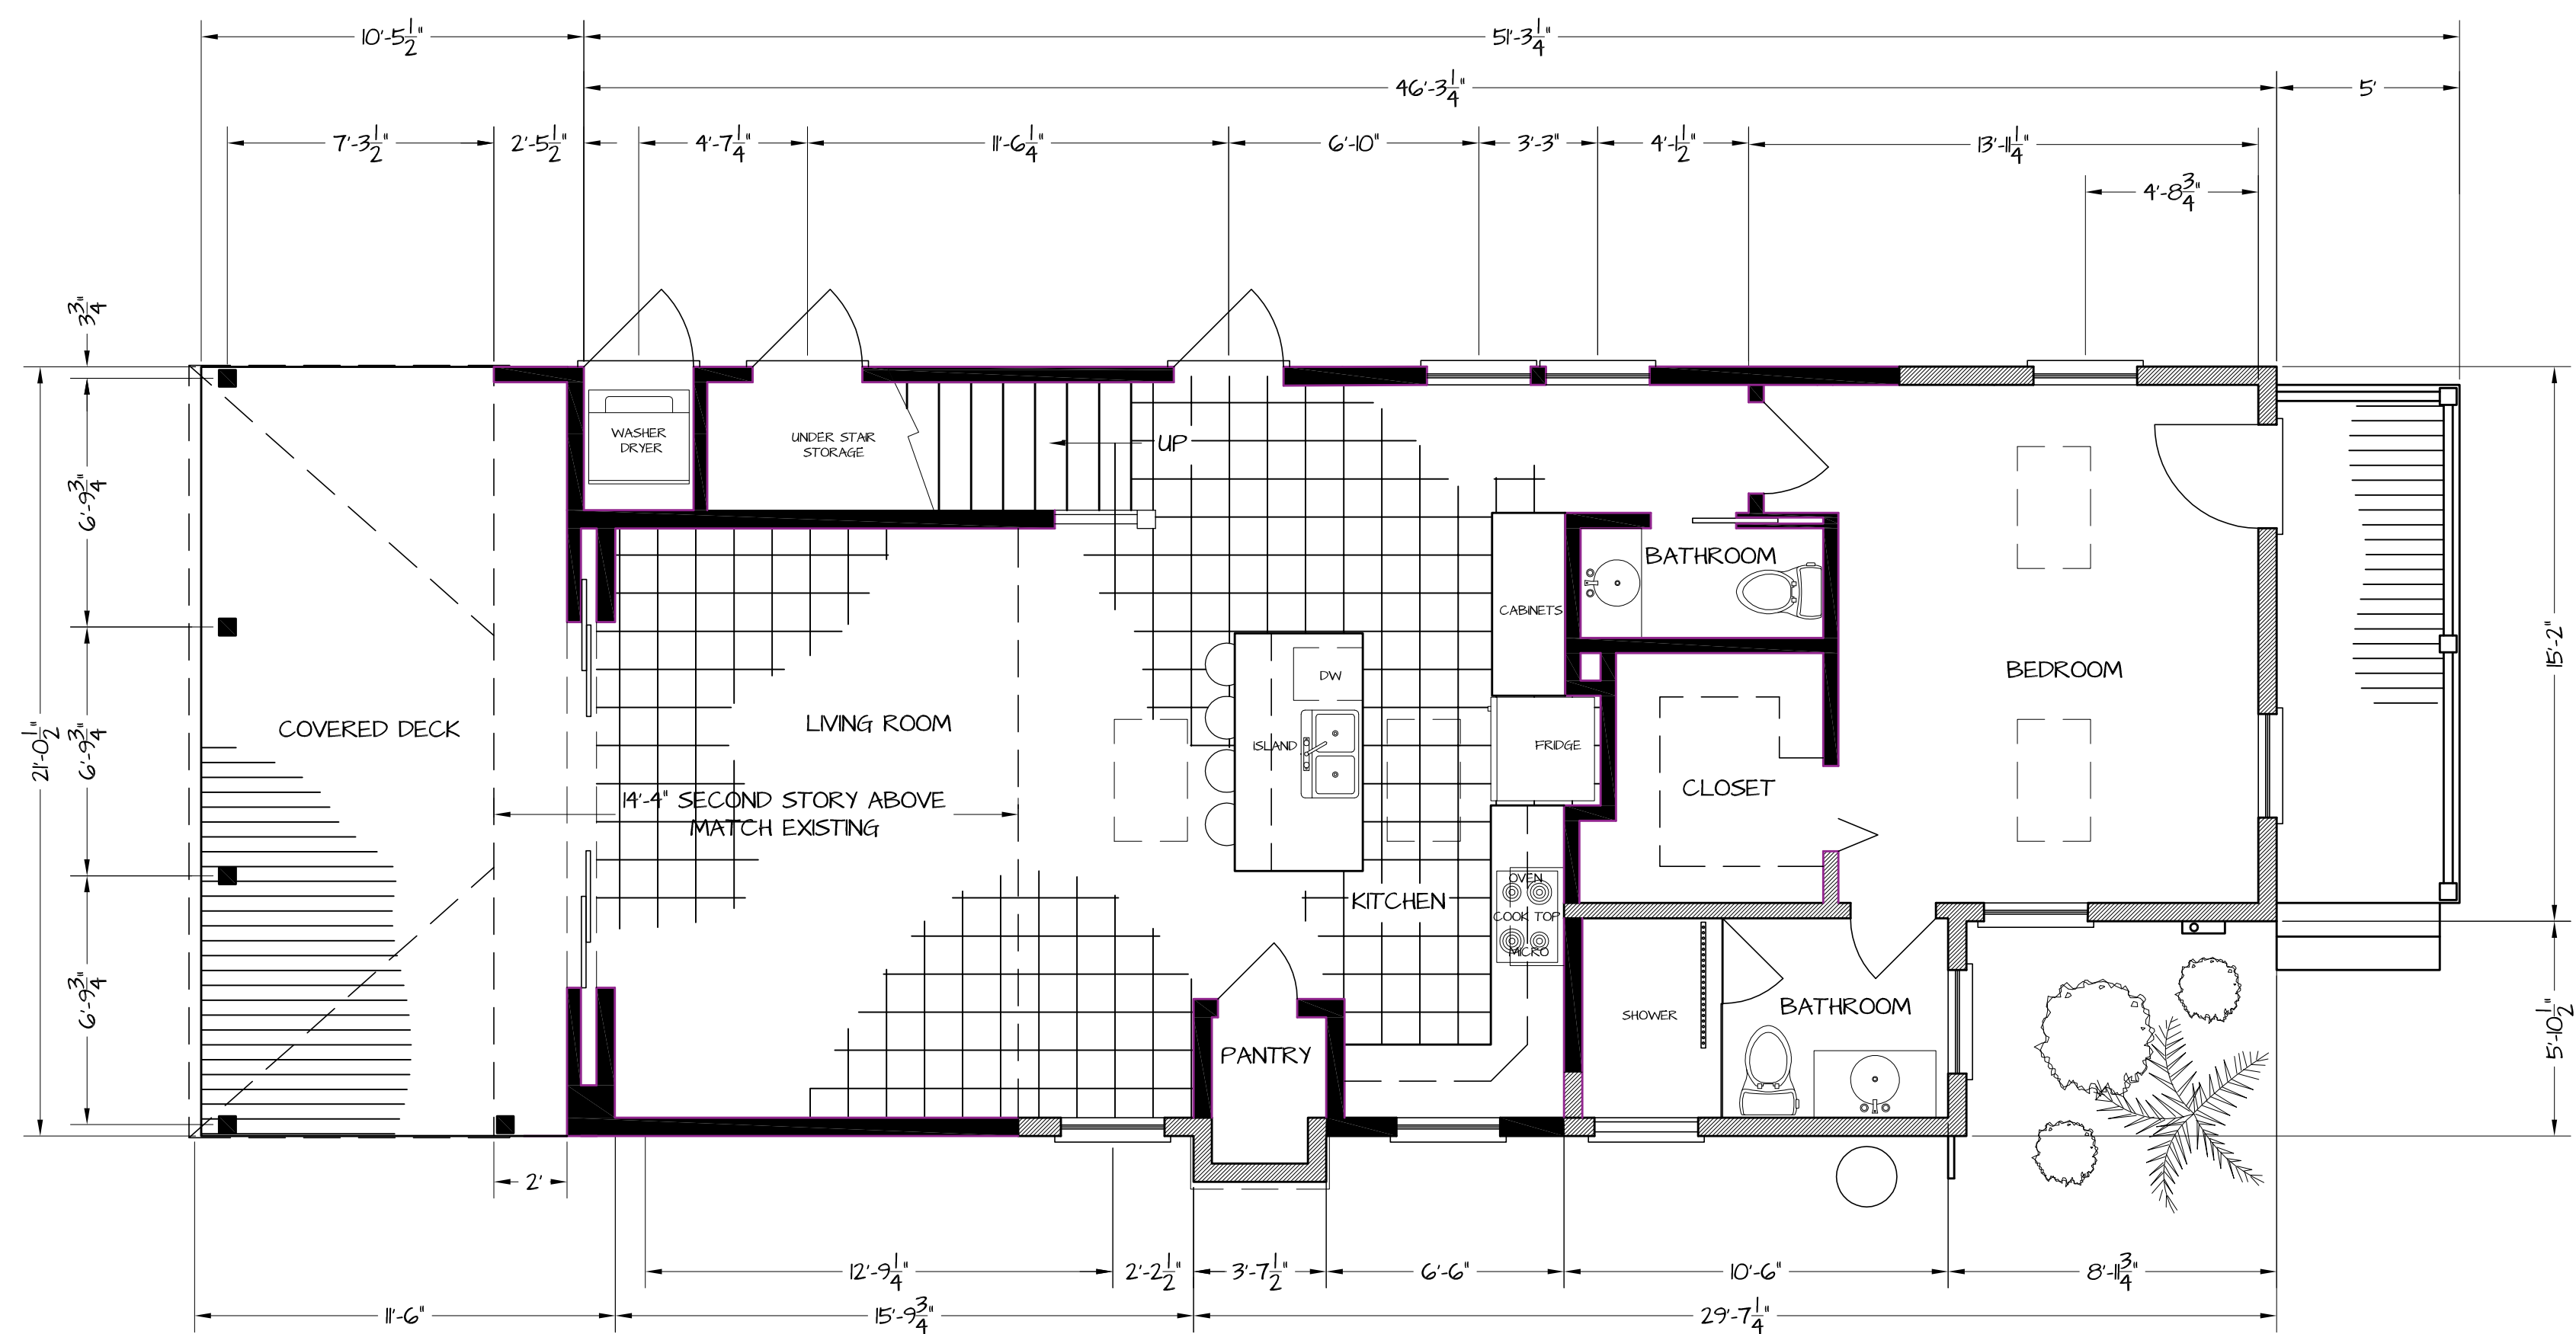 10'-5 1/2"
51'-3 1/4"
46'-3 1/4"
5'
7'-3 1/2"
2'-5 1/2"
4'-7 1/4"
11'-6 1/4"
6'-10"
3'-3"
4'-1 1/2"
13'-11 1/4"
4'-8 3/4"
3 3/4"
6'-9 3/4"
6'-9 3/4"
6'-9 3/4"
21'-0 1/2"
15'-2"
5'-10 1/2"
WASHER
DRYER
UNDER STAIR
STORAGE
UP
BATHROOM
CABINETS
DW
BEDROOM
COVERED DECK
LIVING ROOM
ISLAND
FRIDGE
CLOSET
14'-4" SECOND STORY ABOVE
MATCH EXISTING
OVEN
KITCHEN
COOK TOP
MICRO
SHOWER
BATHROOM
PANTRY
2'
12'-9 1/4"
2'-2 1/2"
3'-7 1/2"
6'-6"
10'-6"
8'-11 3/4"
11'-6"
15'-9 3/4"
29'-7 1/4"